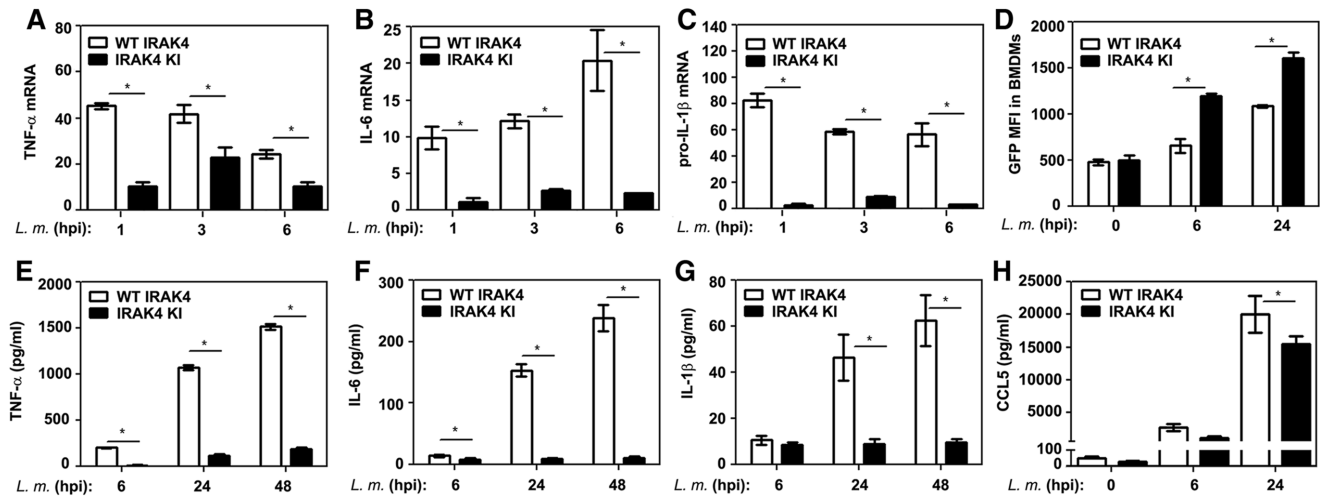 A
TNF-α mRNA
80
60
40
20
0
WT IRAK4
IRAK4 KI
*
*
*
L. m. (hpi): 1 3 6
B
IL-6 mRNA
25
20
15
10
5
0
WT IRAK4
IRAK4 KI
*
*
*
L. m. (hpi): 1 3 6
C
pro-IL-1β mRNA
140
120
100
80
60
40
20
0
WT IRAK4
IRAK4 KI
*
*
*
L. m. (hpi): 1 3 6
D
GFP MFI in BMDMs
2000
1500
1000
500
0
WT IRAK4
IRAK4 KI
*
*
L. m. (hpi): 0 6 24
E
TNF-α (pg/ml)
2000
1500
1000
500
0
WT IRAK4
IRAK4 KI
*
*
*
L. m. (hpi): 6 24 48
F
IL-6 (pg/ml)
300
200
100
0
WT IRAK4
IRAK4 KI
*
*
*
L. m. (hpi): 6 24 48
G
IL-1β (pg/ml)
80
60
40
20
0
WT IRAK4
IRAK4 KI
*
*
L. m. (hpi): 6 24 48
H
CCL5 (pg/ml)
25000
20000
15000
10000
5000
100
0
WT IRAK4
IRAK4 KI
*
L. m. (hpi): 0 6 24